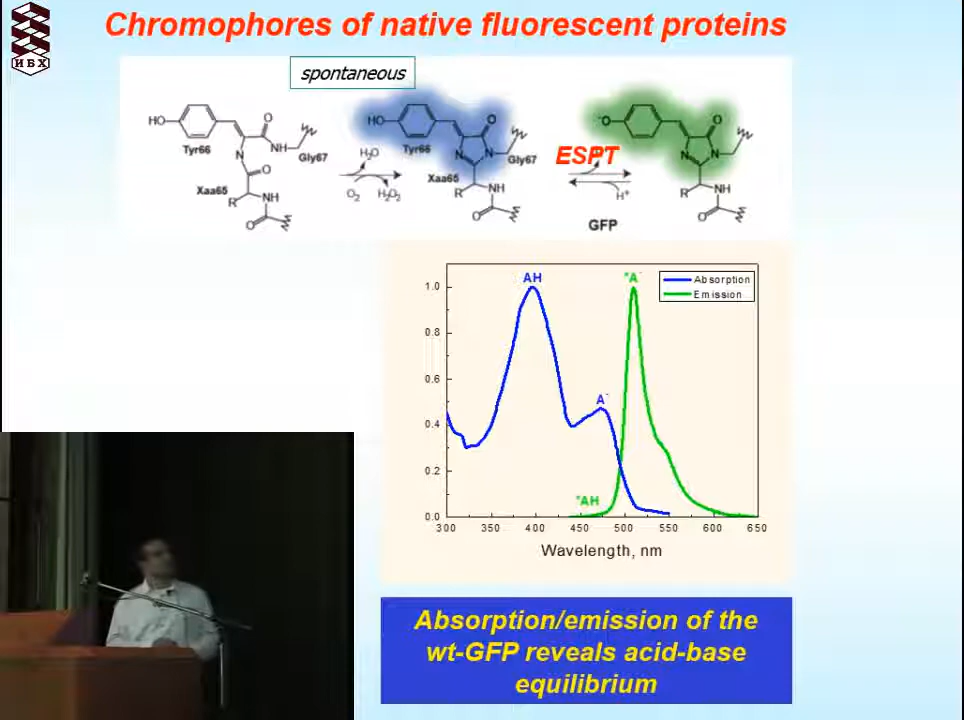 Chromophores of native fluorescent proteins
ИБХ
spontaneous
HO
O
NH
Tyr66
Gly67
N
O
Xaa65
R
NH
O
H₂O
O₂
H₂O₂
HO
O
Tyr66
N
N
Gly67
Xaa65
R
NH
O
ESPT
H⁺
GFP
⁻O
O
N
N
R
NH
O
AH
*A⁻
Absorption
Emission
A⁻
*AH
1.0
0.8
0.6
0.4
0.2
0.0
300 350 400 450 500 550 600 650
Wavelength, nm
Absorption/emission of the
wt-GFP reveals acid-base
equilibrium